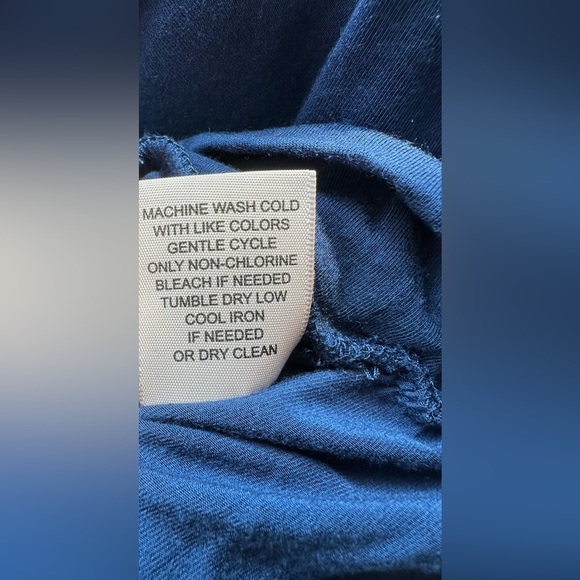 MACHINE WASH COLD
WITH LIKE COLORS
GENTLE CYCLE
ONLY NON-CHLORINE
BLEACH IF NEEDED
TUMBLE DRY LOW
COOL IRON
IF NEEDED
OR DRY CLEAN